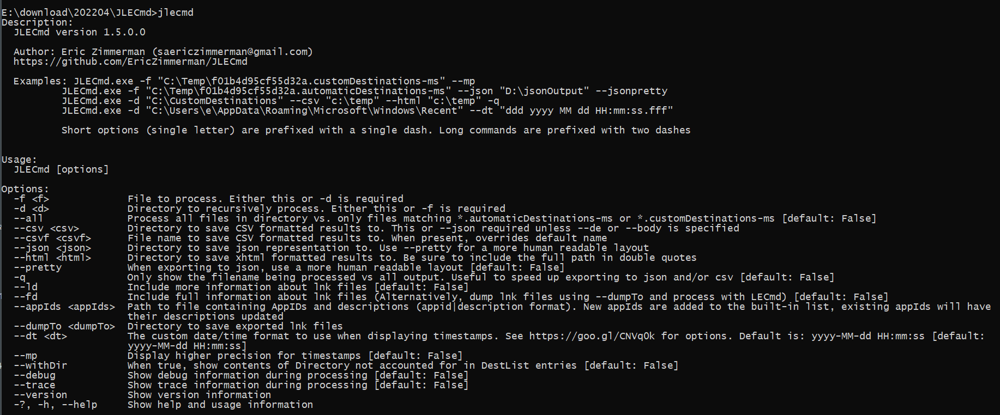 E:\download\202204\JLECmd>jlecmd
Description:
  JLECmd version 1.5.0.0

  Author: Eric Zimmerman (saericzimmerman@gmail.com)
  https://github.com/EricZimmerman/JLECmd

  Examples: JLECmd.exe -f "C:\Temp\f01b4d95cf55d32a.customDestinations-ms" --mp
          JLECmd.exe -f "C:\Temp\f01b4d95cf55d32a.automaticDestinations-ms" --json "D:\jsonOutput" --jsonpretty
          JLECmd.exe -d "C:\CustomDestinations" --csv "c:\temp" --html "c:\temp" -q
          JLECmd.exe -d "C:\Users\e\AppData\Roaming\Microsoft\Windows\Recent" --dt "ddd yyyy MM dd HH:mm:ss.fff"

          Short options (single letter) are prefixed with a single dash. Long commands are prefixed with two dashes


Usage:
  JLECmd [options]

Options:
  -f <f>             File to process. Either this or -d is required
  -d <d>             Directory to recursively process. Either this or -f is required
  --all              Process all files in directory vs. only files matching *.automaticDestinations-ms or *.customDestinations-ms [default: False]
  --csv <csv>        Directory to save CSV formatted results to. This or --json required unless --de or --body is specified
  --csvf <csvf>      File name to save CSV formatted results to. When present, overrides default name
  --json <json>      Directory to save json representation to. Use --pretty for a more human readable layout
  --html <html>      Directory to save xhtml formatted results to. Be sure to include the full path in double quotes
  --pretty           When exporting to json, use a more human readable layout [default: False]
  -q                 Only show the filename being processed vs all output. Useful to speed up exporting to json and/or csv [default: False]
  --ld               Include more information about lnk files [default: False]
  --fd               Include full information about lnk files (Alternatively, dump lnk files using --dumpTo and process with LECmd) [default: False]
  --appIds <appIds>  Path to file containing AppIDs and descriptions (appid|description format). New appIds are added to the built-in list, existing appIds will have
                     their descriptions updated
  --dumpTo <dumpTo>  Directory to save exported lnk files
  --dt <dt>          The custom date/time format to use when displaying timestamps. See https://goo.gl/CNVq0k for options. Default is: yyyy-MM-dd HH:mm:ss [default:
                     yyyy-MM-dd HH:mm:ss]
  --mp               Display higher precision for timestamps [default: False]
  --withDir          When true, show contents of Directory not accounted for in DestList entries [default: False]
  --debug            Show debug information during processing [default: False]
  --trace            Show trace information during processing [default: False]
  --version          Show version information
  -?, -h, --help     Show help and usage information